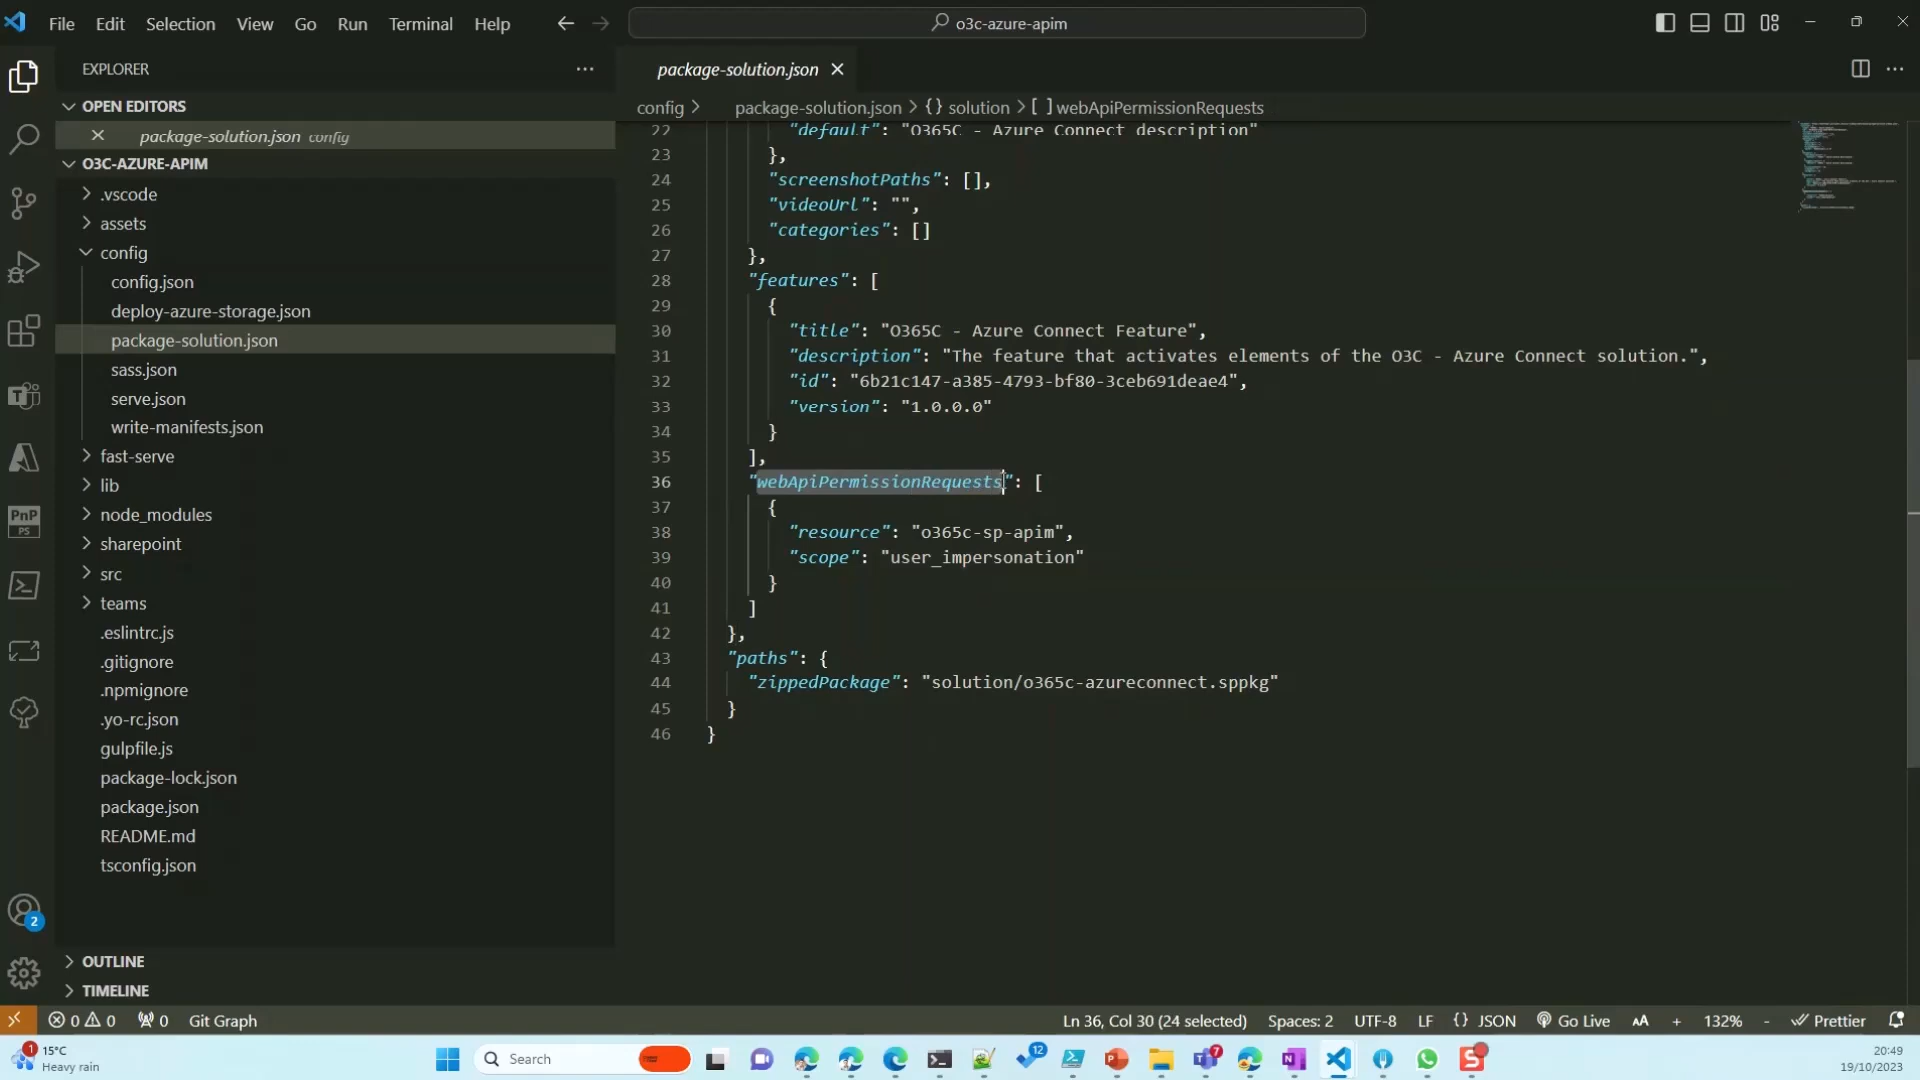 File Edit Selection View Go Run Terminal Help
o3c-azure-apim
EXPLORER
OPEN EDITORS
package-solution.json config
O3C-AZURE-APIM
.vscode
assets
config
config.json
deploy-azure-storage.json
package-solution.json
sass.json
serve.json
write-manifests.json
fast-serve
lib
node_modules
sharepoint
src
teams
.eslintrc.js
.gitignore
.npmignore
.yo-rc.json
gulpfile.js
package-lock.json
package.json
README.md
tsconfig.json
OUTLINE
TIMELINE
PnP
PS
2
package-solution.json
config > package-solution.json > {} solution > [ ] webApiPermissionRequests
22 "default": "O365C - Azure Connect description"
23 },
24 "screenshotPaths": [],
25 "videoUrl": "",
26 "categories": []
27 },
28 "features": [
29 {
30 "title": "O365C - Azure Connect Feature",
31 "description": "The feature that activates elements of the O3C - Azure Connect solution.",
32 "id": "6b21c147-a385-4793-bf80-3ceb691deae4",
33 "version": "1.0.0.0"
34 }
35 ],
36 "webApiPermissionRequests": [
37 {
38 "resource": "o365c-sp-apim",
39 "scope": "user_impersonation"
40 }
41 ]
42 },
43 "paths": {
44 "zippedPackage": "solution/o365c-azureconnect.sppkg"
45 }
46 }
0 0 0 Git Graph Ln 36, Col 30 (24 selected) Spaces: 2 UTF-8 LF {} JSON Go Live AA + 132% - Prettier
1 15°C
Heavy rain
Search
12
7
20:49
19/10/2023